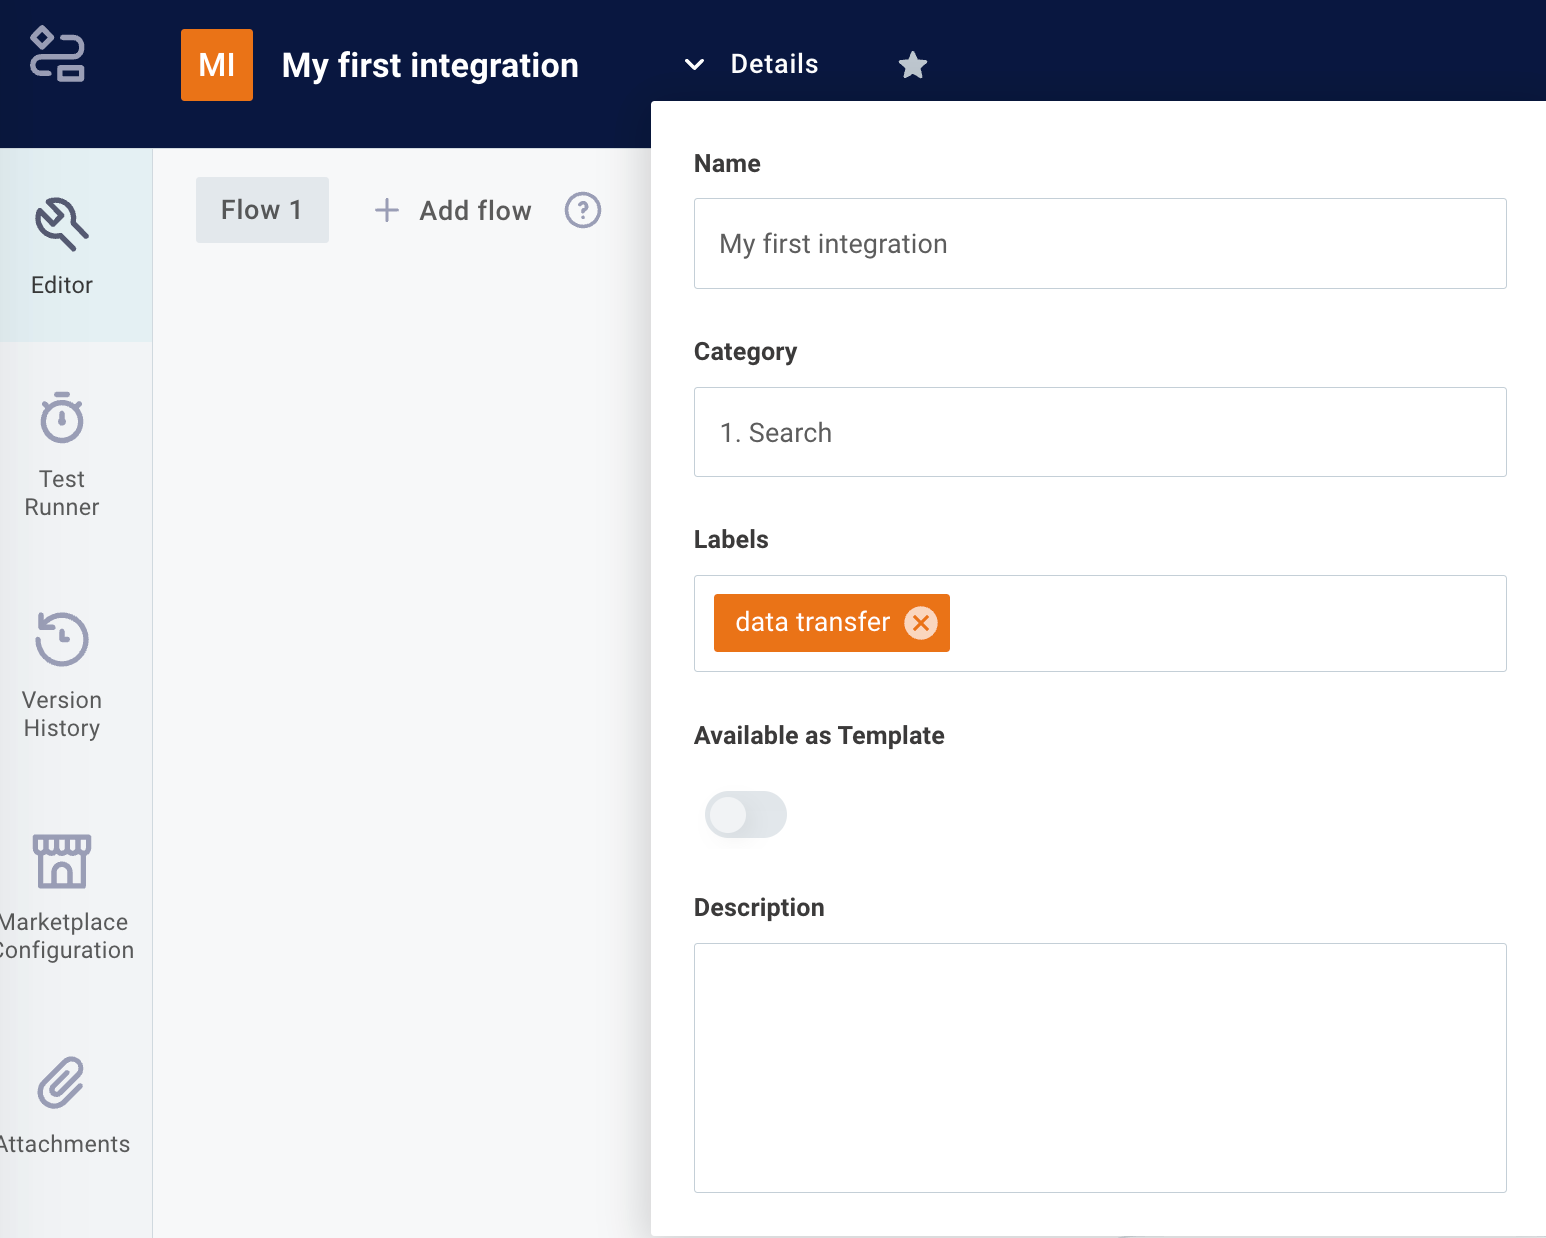 MI
My first integration
Details
Flow 1
Add flow
Editor
Test
Runner
Version
History
Marketplace
Configuration
Attachments
Name
My first integration
Category
1. Search
Labels
data transfer
Available as Template
Description